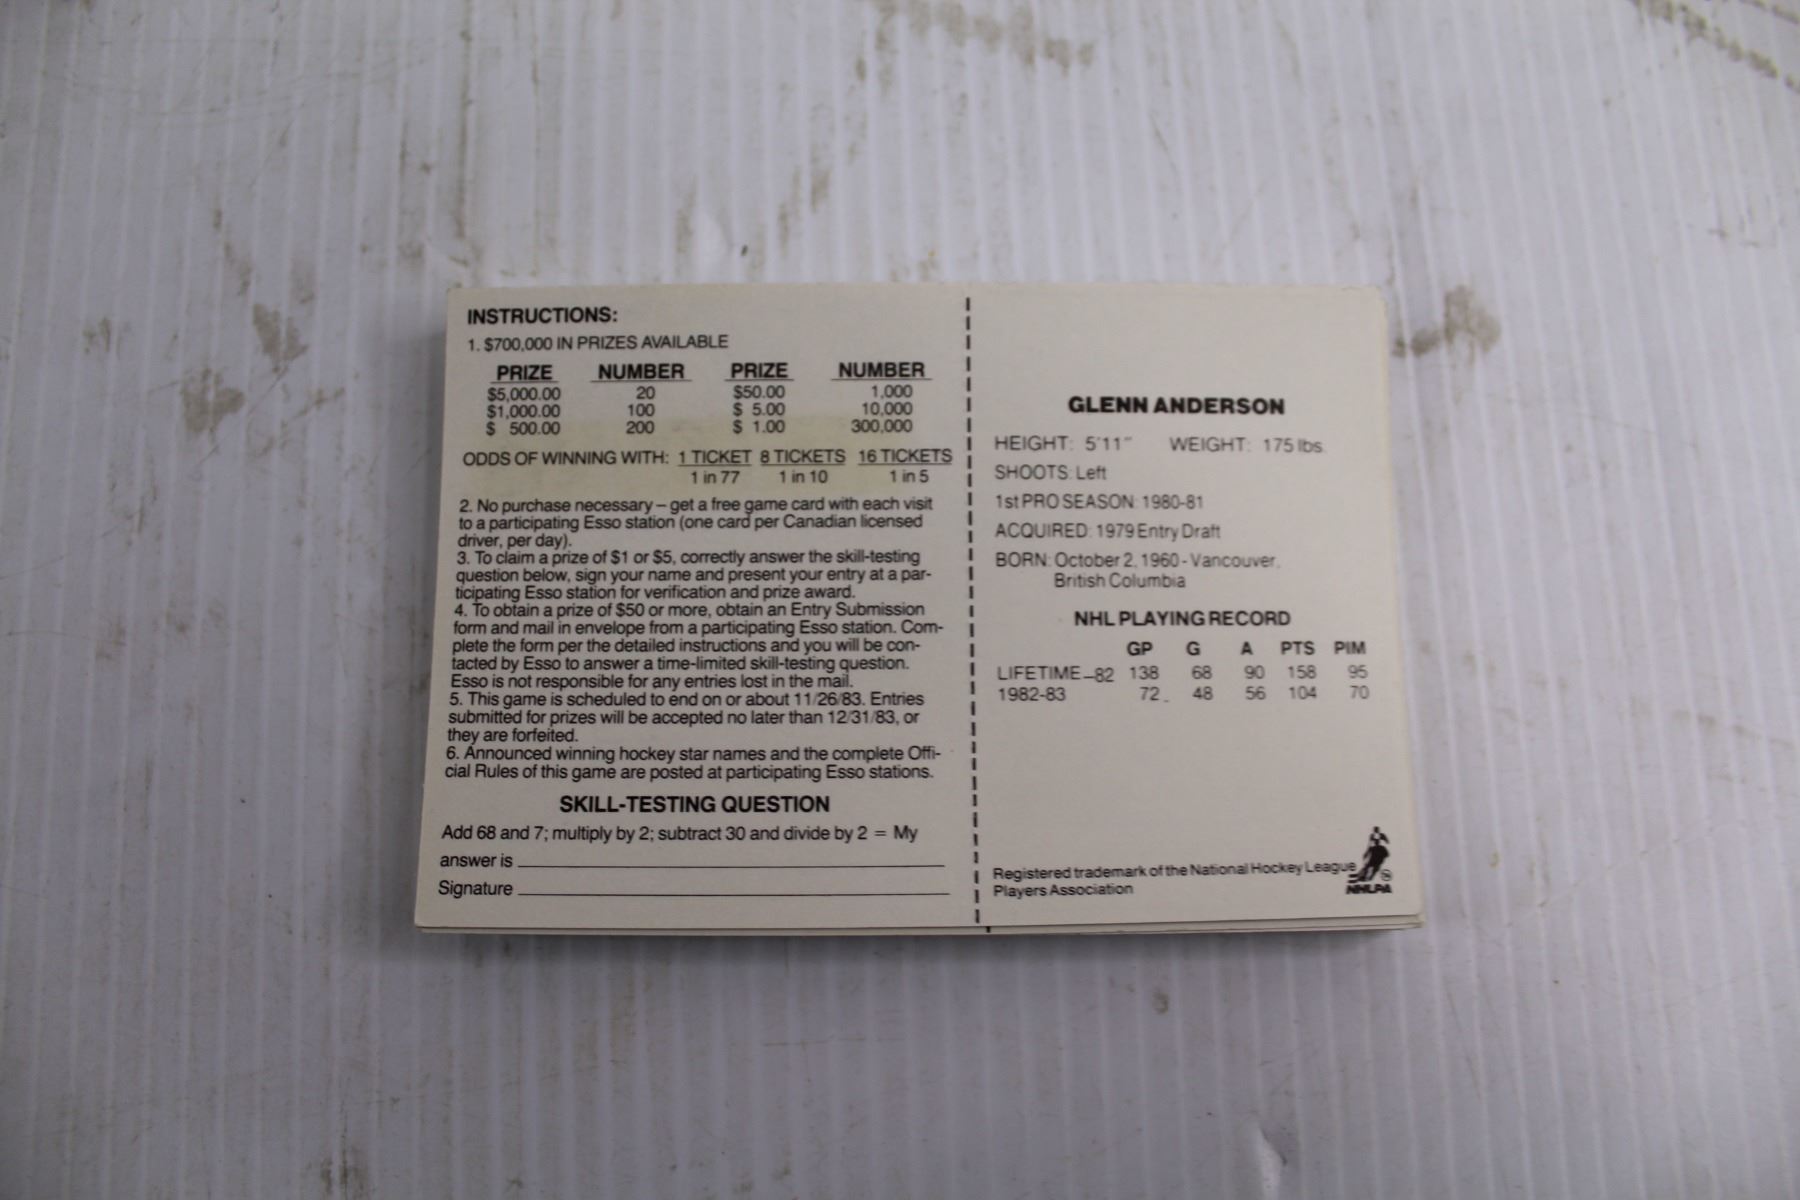 INSTRUCTIONS:
1. $700,000 IN PRIZES AVAILABLE
PRIZE NUMBER PRIZE NUMBER
$5,000.00 20 $50.00 1,000
$1,000.00 100 $ 5.00 10,000
$ 500.00 200 $ 1.00 300,000
ODDS OF WINNING WITH: 1 TICKET 8 TICKETS 16 TICKETS
1 in 77 1 in 10 1 in 5
2. No purchase necessary – get a free game card with each visit
to a participating Esso station (one card per Canadian licensed
driver, per day).
3. To claim a prize of $1 or $5, correctly answer the skill-testing
question below, sign your name and present your entry at a par-
ticipating Esso station for verification and prize award.
4. To obtain a prize of $50 or more, obtain an Entry Submission
form and mail in envelope from a participating Esso station. Com-
plete the form per the detailed instructions and you will be con-
tacted by Esso to answer a time-limited skill-testing question.
Esso is not responsible for any entries lost in the mail.
5. This game is scheduled to end on or about 11/26/83. Entries
submitted for prizes will be accepted no later than 12/31/83, or
they are forfeited.
6. Announced winning hockey star names and the complete Offi-
cial Rules of this game are posted at participating Esso stations.
SKILL-TESTING QUESTION
Add 68 and 7; multiply by 2; subtract 30 and divide by 2 = My
answer is
Signature
GLENN ANDERSON
HEIGHT: 5'11" WEIGHT: 175 lbs.
SHOOTS: Left
1st PRO SEASON: 1980-81
ACQUIRED: 1979 Entry Draft
BORN: October 2, 1960 - Vancouver,
British Columbia
NHL PLAYING RECORD
GP G A PTS PIM
LIFETIME–82 138 68 90 158 95
1982-83 72 48 56 104 70
Registered trademark of the National Hockey League
Players Association
NHLPA